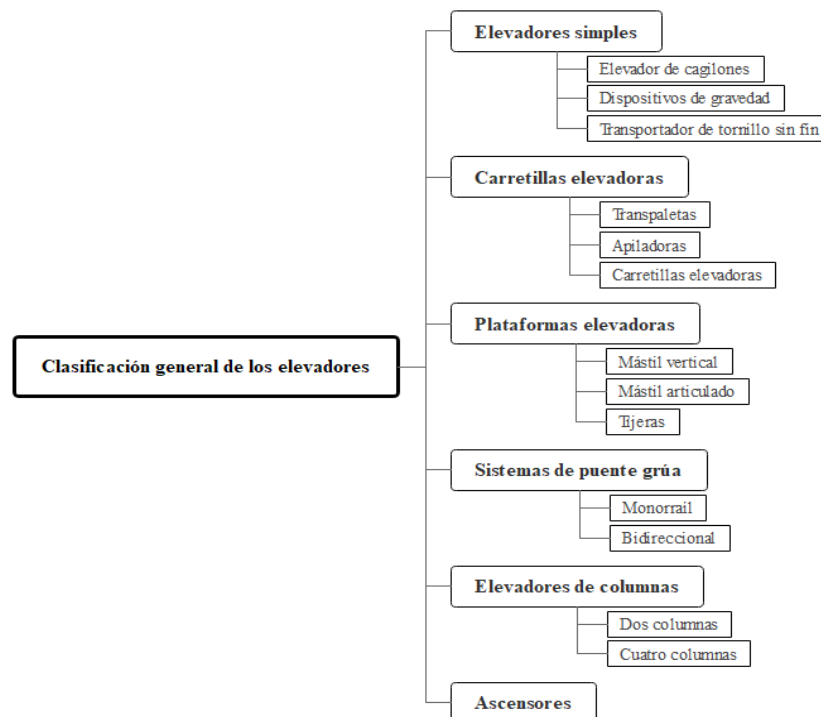 Clasificación general de los elevadores
Elevadores simples
Elevador de cagilones
Dispositivos de gravedad
Transportador de tornillo sin fín
Carretillas elevadoras
Transpaletas
Apiladoras
Carretillas elevadoras
Plataformas elevadoras
Mástil vertical
Mástil articulado
Tijeras
Sistemas de puente grúa
Monorrail
Bidireccional
Elevadores de columnas
Dos columnas
Cuatro columnas
Ascensores